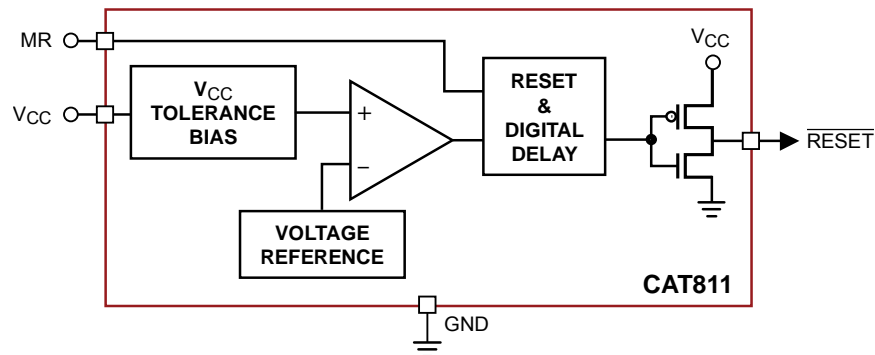 MR
VCC
VCC
TOLERANCE
BIAS
+
−
VOLTAGE
REFERENCE
RESET
&
DIGITAL
DELAY
VCC
RESET
CAT811
GND